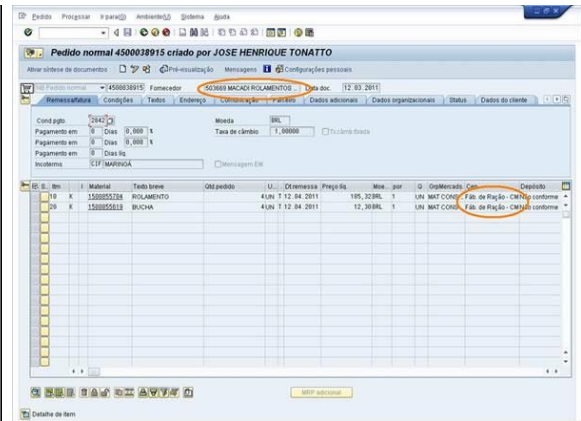 Pedido Processar Ir para(G) Ambiente(U) Sistema Ajuda
Pedido normal 4500038915 criado por JOSE HENRIQUE TONATTO
Ativar síntese de documentos Pré-visualização Mensagens Configurações pessoais
Pedido normal 4500038915 Fornecedor 503669 MACADI ROLAMENTOS ... Data doc. 12.03.2011
Remessa/fatura Condições Textos Endereço Comunicação Parceiro Dados adicionais Dados organizacionais Status Dados do cliente
Cond.pgto. Z042 Moeda BRL
Pagamento em 0 Dias 0,000 % Taxa de câmbio 1,00000 Tx.câmb.fixada
Pagamento em 0 Dias 0,000 %
Pagamento em 0 Dias líq.
Incoterms CIF MARINGÁ Mensagem EM
S.. Itm I Material Texto breve Qtd.pedido U... Dt.remessa Preço líq. Moe... por Q GrpMercads. Cen. Depósito
10 K 1500055704 ROLAMENTO 4 UN T 12.04.2011 105,32 BRL 1 UN MAT CONS Fáb. de Ração - CM Não conforme
20 K 1500055619 BUCHA 4 UN T 12.04.2011 12,30 BRL 1 UN MAT CONS Fáb. de Ração - CM Não conforme
MRP adicional
Detalhe de item